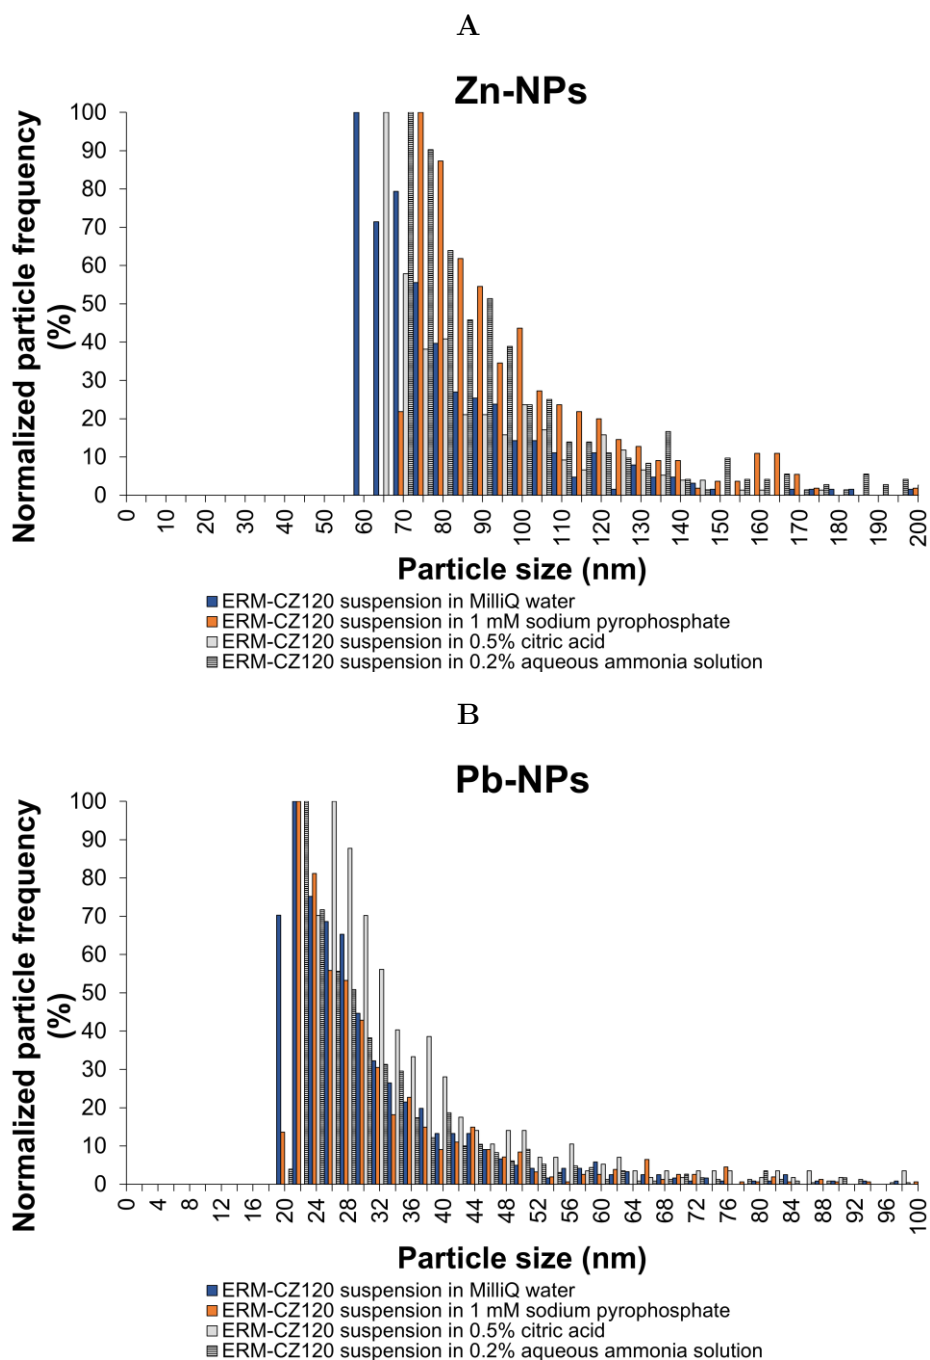 A
Zn-NPs
Normalized particle frequency
(%)
100
90
80
70
60
50
40
30
20
10
0
0 10 20 30 40 50 60 70 80 90 100 110 120 130 140 150 160 170 180 190 200
Particle size (nm)
ERM-CZ120 suspension in MilliQ water
ERM-CZ120 suspension in 1 mM sodium pyrophosphate
ERM-CZ120 suspension in 0.5% citric acid
ERM-CZ120 suspension in 0.2% aqueous ammonia solution
B
Pb-NPs
Normalized particle frequency
(%)
100
90
80
70
60
50
40
30
20
10
0
0 4 8 12 16 20 24 28 32 36 40 44 48 52 56 60 64 68 72 76 80 84 88 92 96 100
Particle size (nm)
ERM-CZ120 suspension in MilliQ water
ERM-CZ120 suspension in 1 mM sodium pyrophosphate
ERM-CZ120 suspension in 0.5% citric acid
ERM-CZ120 suspension in 0.2% aqueous ammonia solution